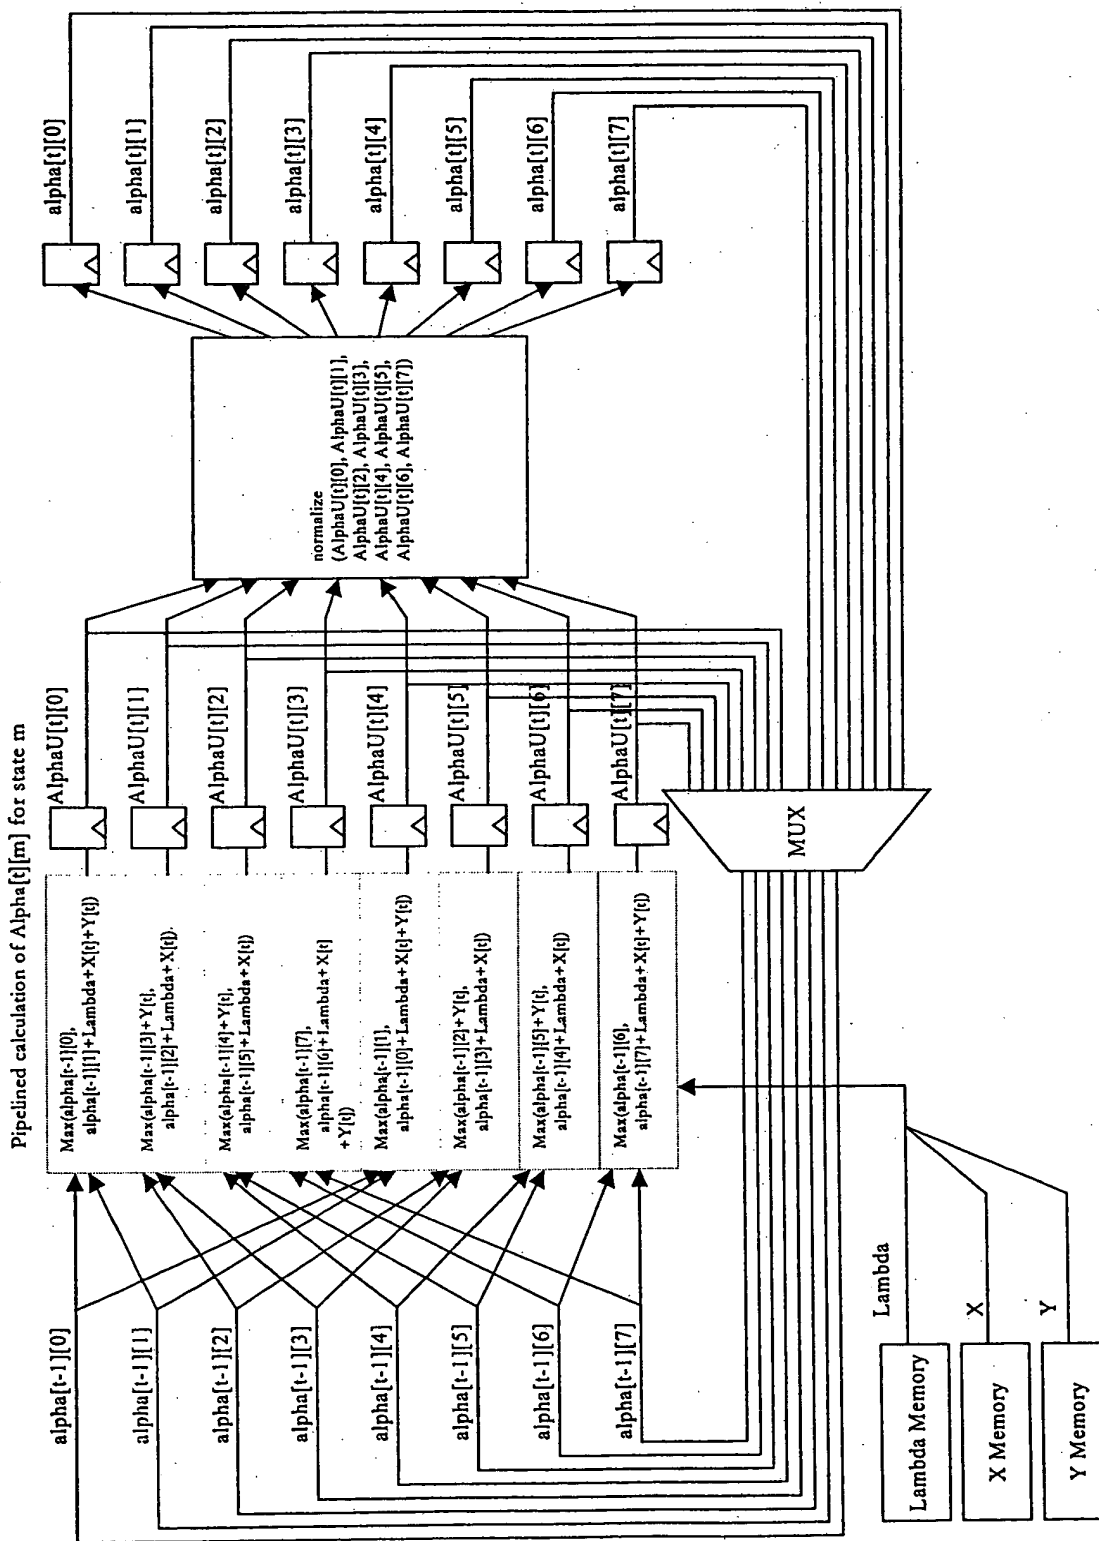 Pipelined calculation of Alpha[t][m] for state m
alpha[t-1][0]
alpha[t-1][1]
alpha[t-1][2]
alpha[t-1][3]
alpha[t-1][4]
alpha[t-1][5]
alpha[t-1][6]
alpha[t-1][7]
Max(alpha[t-1][0],
alpha[t-1][1]+Lambda+X[t]+Y[t])
Max(alpha[t-1][3]+Y[t],
alpha[t-1][2]+Lambda+X[t]).
Max(alpha[t-1][4]+Y[t],
alpha[t-1][5]+Lambda+X[t])
Max(alpha[t-1][7],
alpha[t-1][6]+Lambda+X[t]
+Y[t])
Max(alpha[t-1][1],
alpha[t-1][0]+Lambda+X[t]+Y[t])
Max(alpha[t-1][2]+Y[t],
alpha[t-1][3]+Lambda+X[t])
Max(alpha[t-1][5]+Y[t],
alpha[t-1][4]+Lambda+X[t])
Max(alpha[t-1][6],
alpha[t-1][7]+Lambda+X[t]+Y[t])
AlphaU[t][0]
AlphaU[t][1]
AlphaU[t][2]
AlphaU[t][3]
AlphaU[t][4]
AlphaU[t][5]
AlphaU[t][6]
AlphaU[t][7]
normalize
(AlphaU[t][0], AlphaU[t][1],
AlphaU[t][2], AlphaU[t][3],
AlphaU[t][4], AlphaU[t][5],
AlphaU[t][6], AlphaU[t][7])
alpha[t][0]
alpha[t][1]
alpha[t][2]
alpha[t][3]
alpha[t][4]
alpha[t][5]
alpha[t][6]
alpha[t][7]
MUX
Lambda Memory
Lambda
X Memory
X
Y Memory
Y